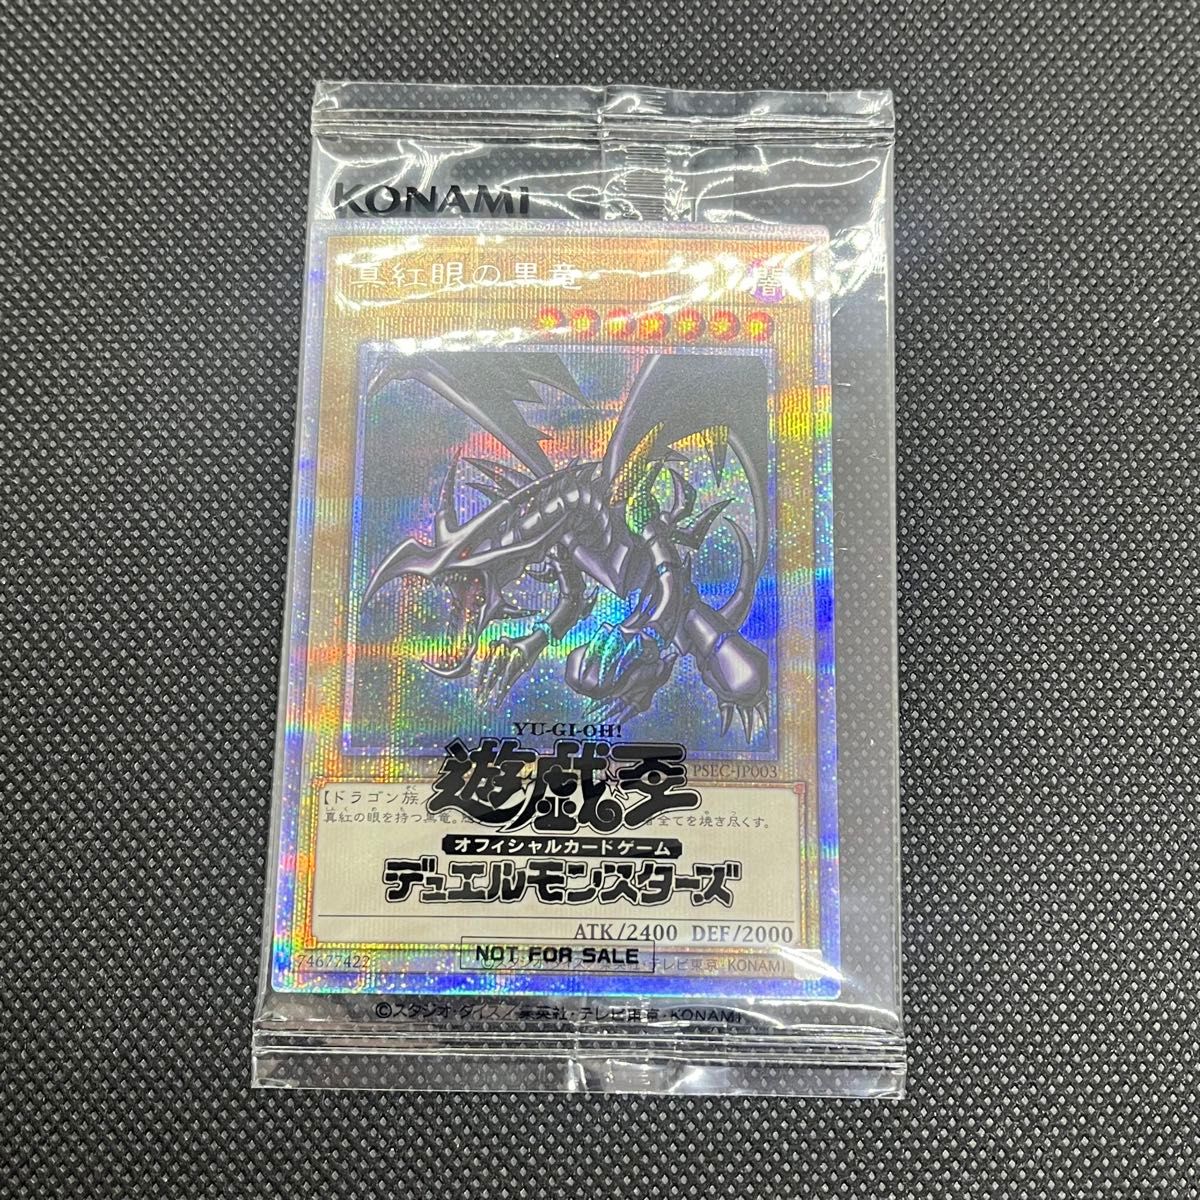 KONAMI
真紅眼の黒竜
闇
YU-GI-OH!
遊戯王
PSEC-JP003
【ドラゴン族
オフィシャルカードゲーム
真紅の眼を持つ黒竜。 全てを焼き尽くす。
デュエルモンスターズ
ATK/2400 DEF/2000
NOT FOR SALE
74677422
テレビ東京・KONAMI
©スタジオ・ダイス/集英社・テレビ東京・KONAMI